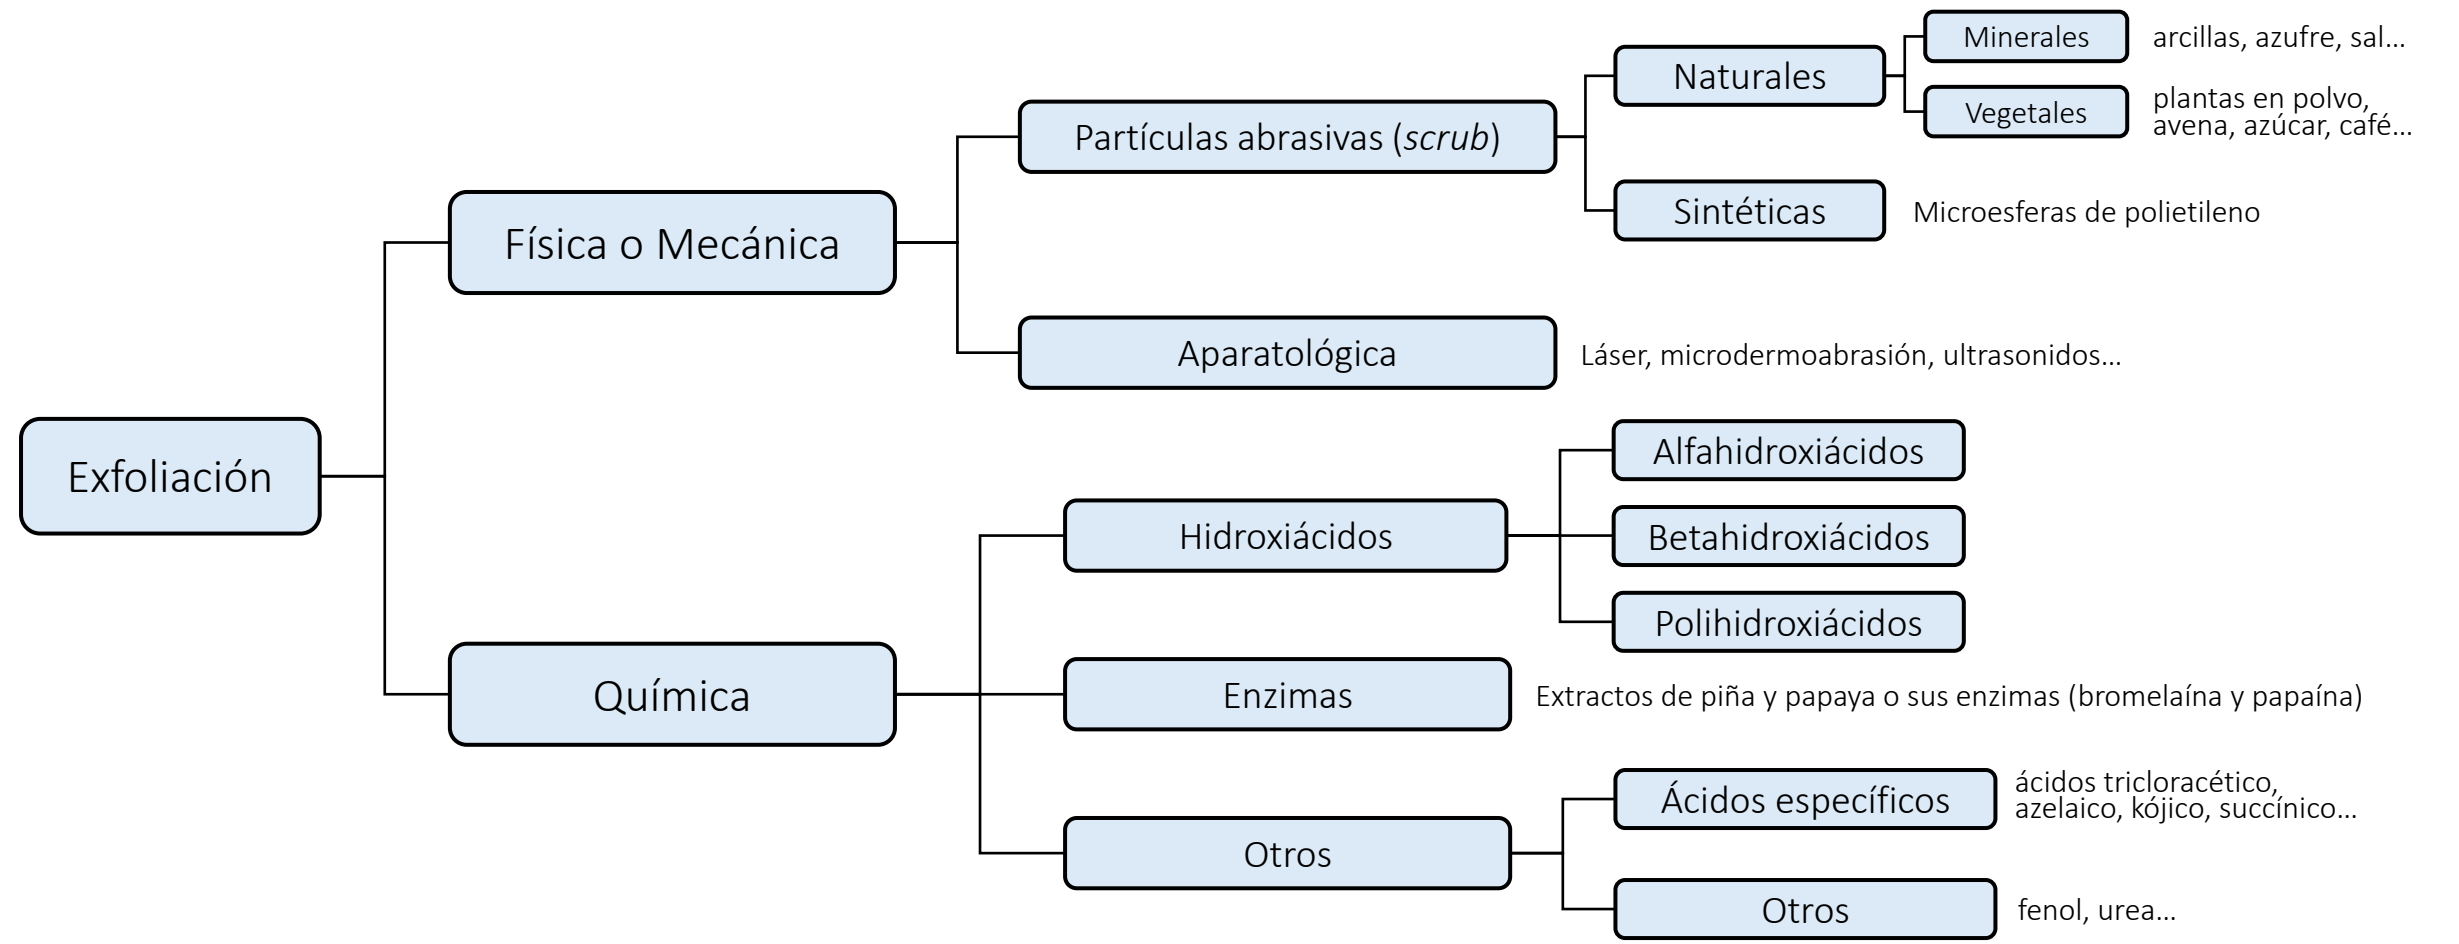 Exfoliación
Física o Mecánica
Partículas abrasivas (scrub)
Naturales
Minerales
arcillas, azufre, sal...
Vegetales
plantas en polvo,
avena, azúcar, café...
Sintéticas
Microesferas de polietileno
Aparatológica
Láser, microdermoabrasión, ultrasonidos...
Química
Hidroxiácidos
Alfahidroxiácidos
Betahidroxiácidos
Polihidroxiácidos
Enzimas
Extractos de piña y papaya o sus enzimas (bromelaína y papaína)
Otros
Ácidos específicos
ácidos tricloracético,
azelaico, kójico, succínico...
Otros
fenol, urea...